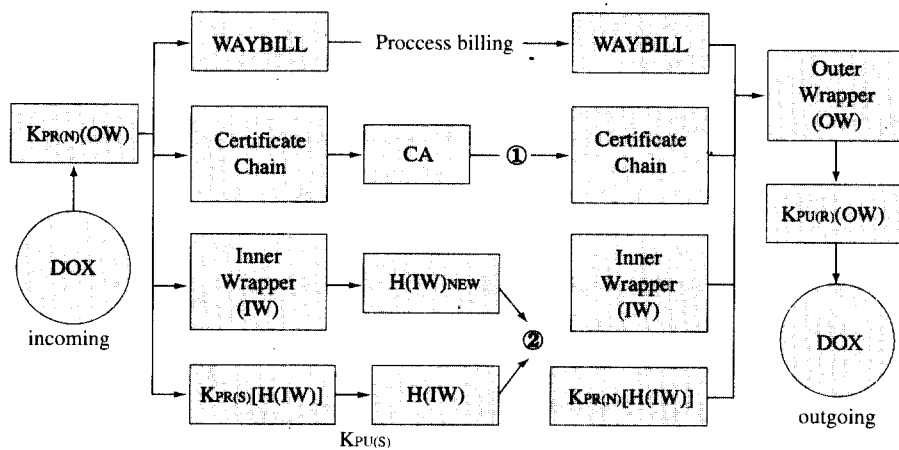 WAYBILL
Proccess billing
WAYBILL
KPR(N)(OW)
Certificate
Chain
CA
①
Certificate
Chain
Outer
Wrapper
(OW)
KPU(R)(OW)
DOX
incoming
Inner
Wrapper
(IW)
H(IW)NEW
②
Inner
Wrapper
(IW)
KPR(S)[H(IW)]
H(IW)
KPU(S)
KPR(N)[H(IW)]
DOX
outgoing